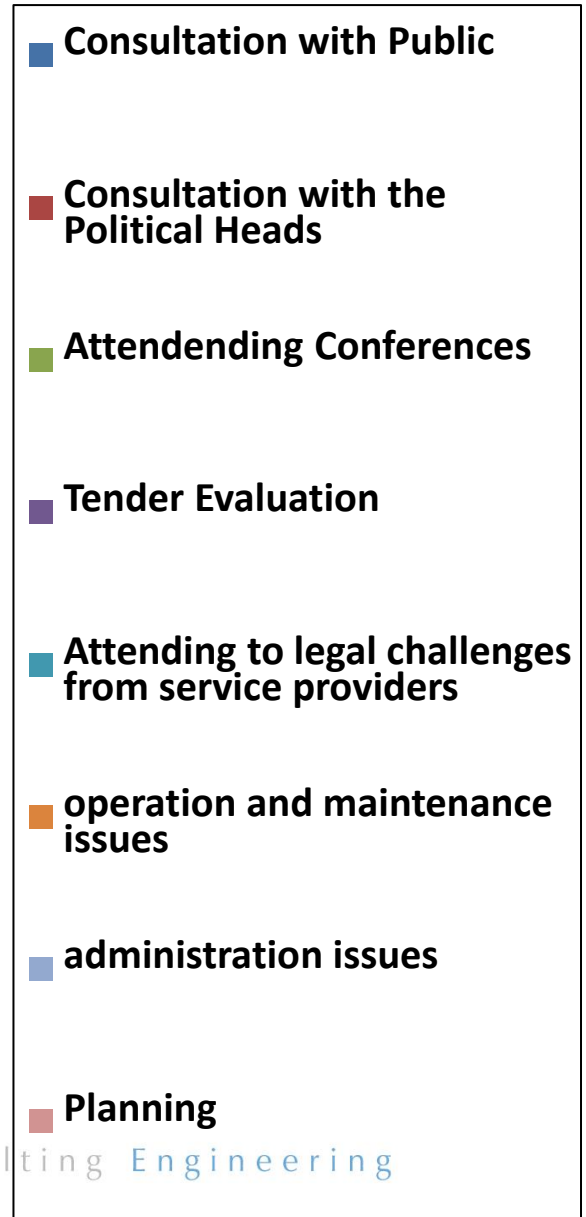 Consultation with Public
Consultation with the
Political Heads
Attendending Conferences
Tender Evaluation
Attending to legal challenges
from service providers
operation and maintenance
issues
administration issues
Planning
lting Engineering